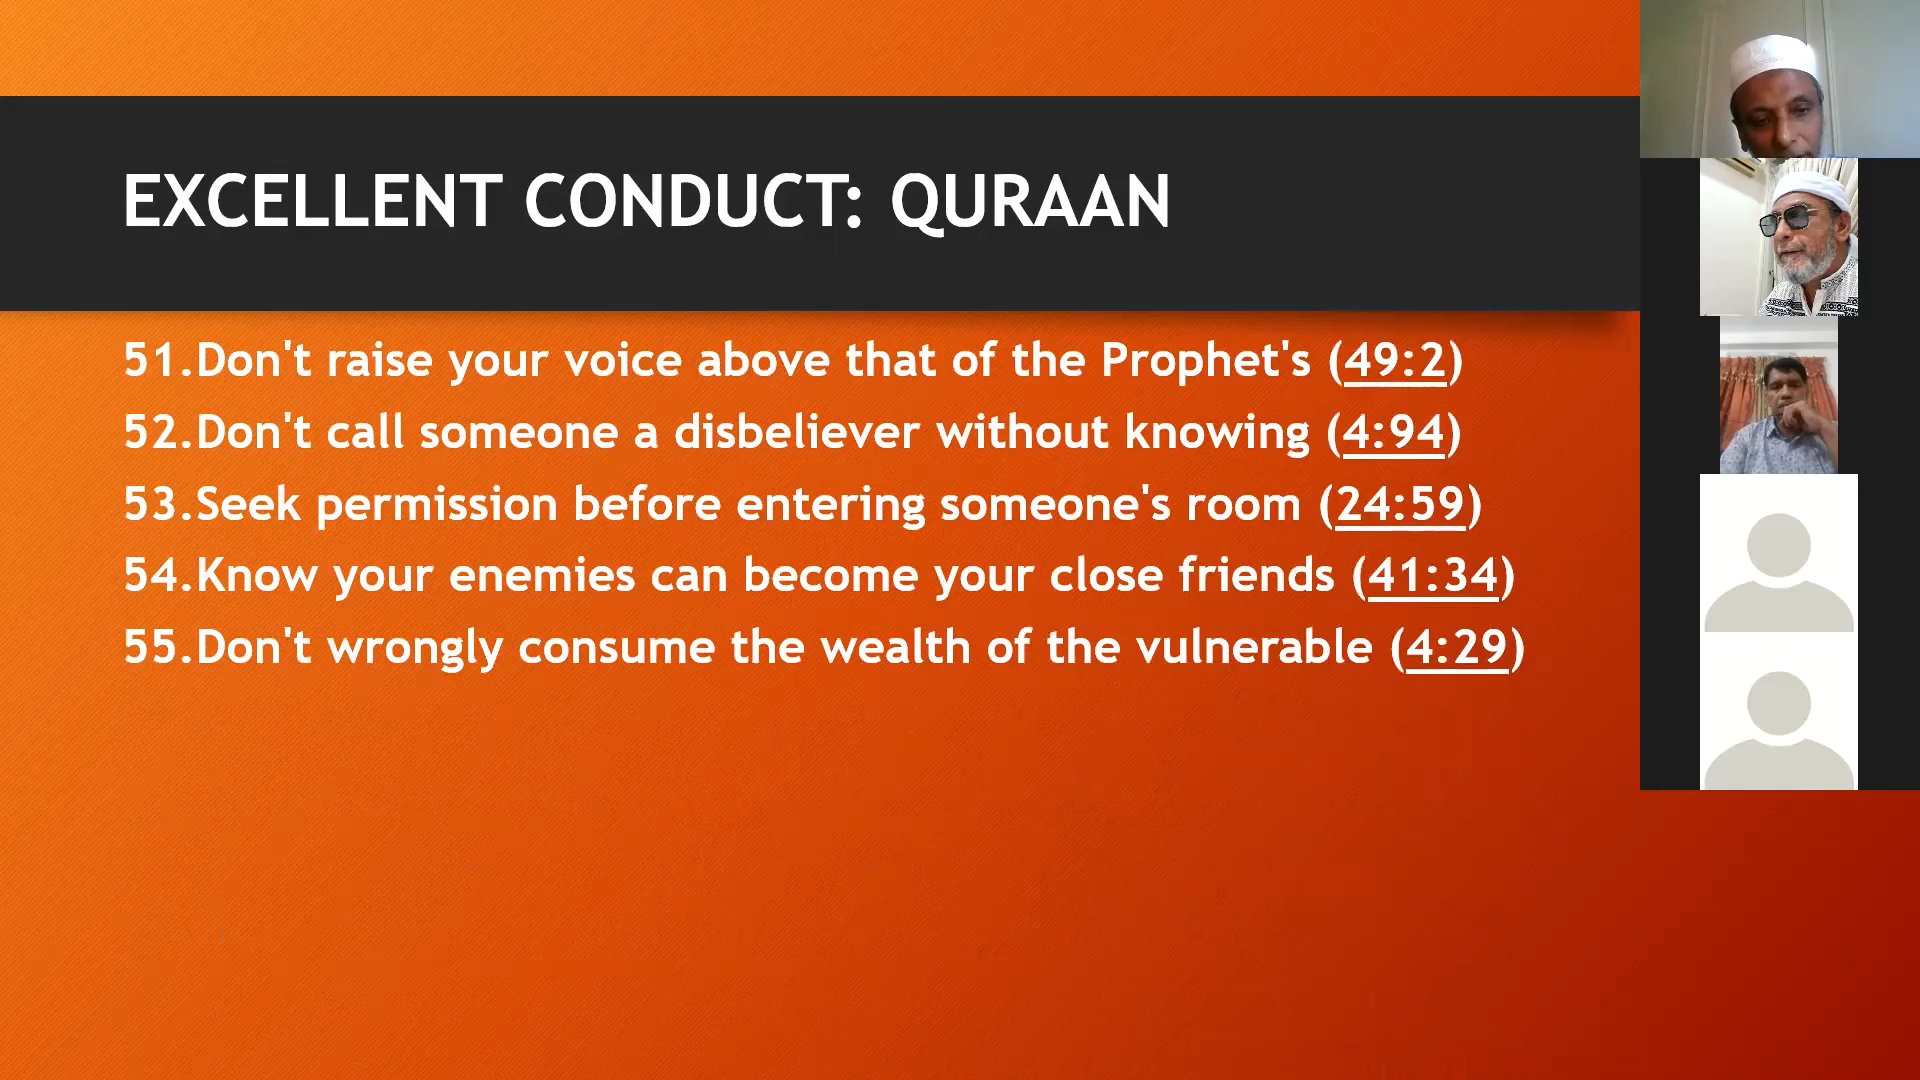 EXCELLENT CONDUCT: QURAAN
51.Don't raise your voice above that of the Prophet's (49:2)
52.Don't call someone a disbeliever without knowing (4:94)
53.Seek permission before entering someone's room (24:59)
54.Know your enemies can become your close friends (41:34)
55.Don't wrongly consume the wealth of the vulnerable (4:29)